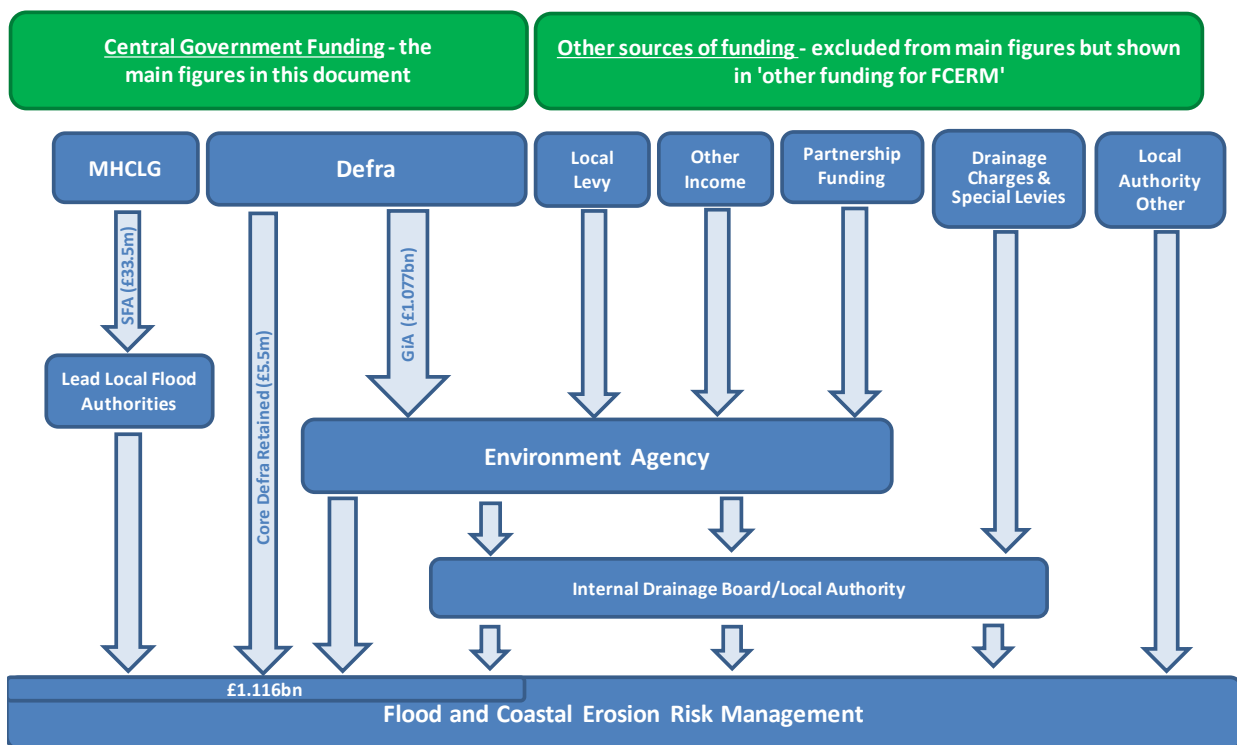 Central Government Funding - the
main figures in this document
Other sources of funding - excluded from main figures but shown
in 'other funding for FCERM'
MHCLG
Defra
Local
Levy
Other
Income
Partnership
Funding
Drainage
Charges &
Special Levies
Local
Authority
Other
SFA (£33.5m)
Core Defra Retained (£5.5m)
GiA (£1.077bn)
Lead Local Flood
Authorities
Environment Agency
Internal Drainage Board/Local Authority
£1.116bn
Flood and Coastal Erosion Risk Management